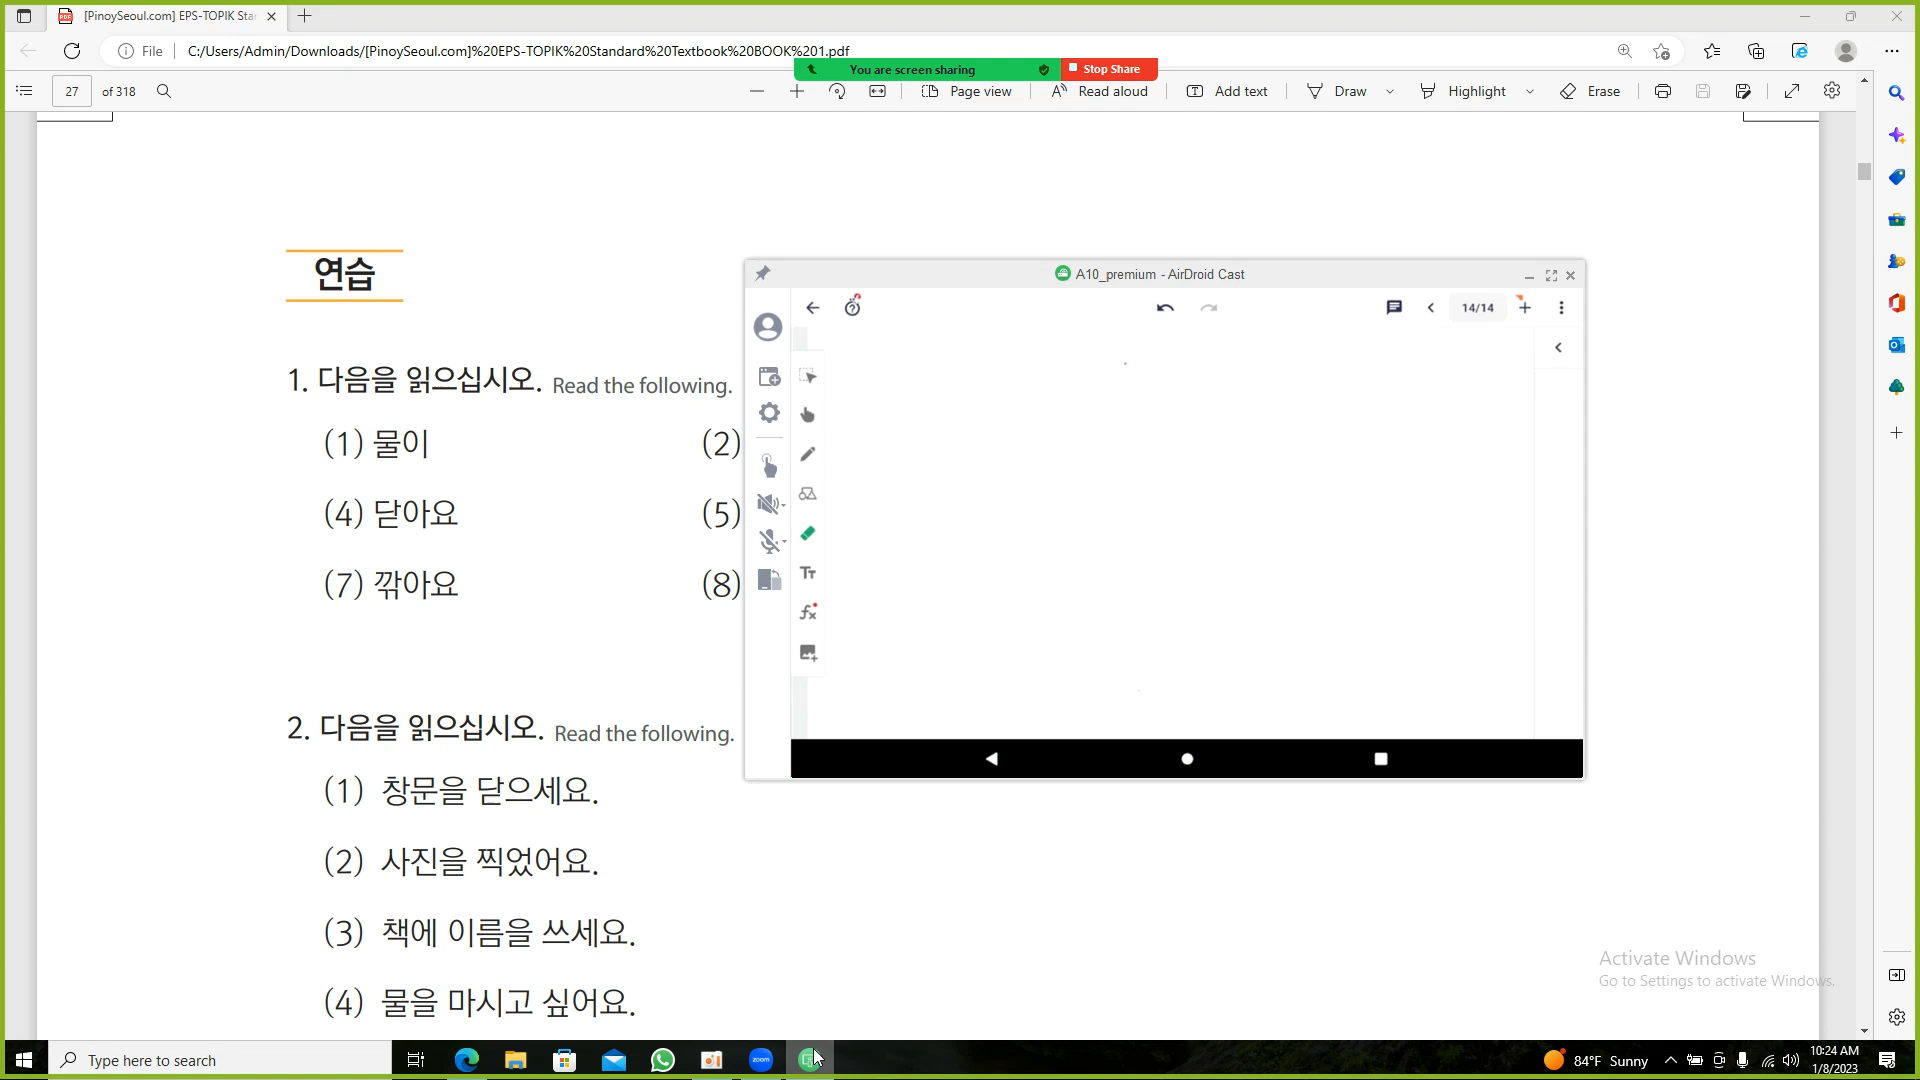 [PinoySeoul.com] EPS-TOPIK Sta
File
C:/Users/Admin/Downloads/[PinoySeoul.com]%20EPS-TOPIK%20Standard%20Textbook%20BOOK%201.pdf
You are screen sharing
Stop Share
27 of 318
Page view
Read aloud
Add text
Draw
Highlight
Erase
연습
1. 다음을 읽으십시오. Read the following.
(1) 물이
(2)
(4) 닫아요
(5)
(7) 깎아요
(8)
2. 다음을 읽으십시오. Read the following.
(1) 창문을 닫으세요.
(2) 사진을 찍었어요.
(3) 책에 이름을 쓰세요.
(4) 물을 마시고 싶어요.
A10_premium - AirDroid Cast
14/14
Tт
fx
Activate Windows
Go to Settings to activate Windows.
Type here to search
zoom
84°F Sunny
10:24 AM
1/8/2023